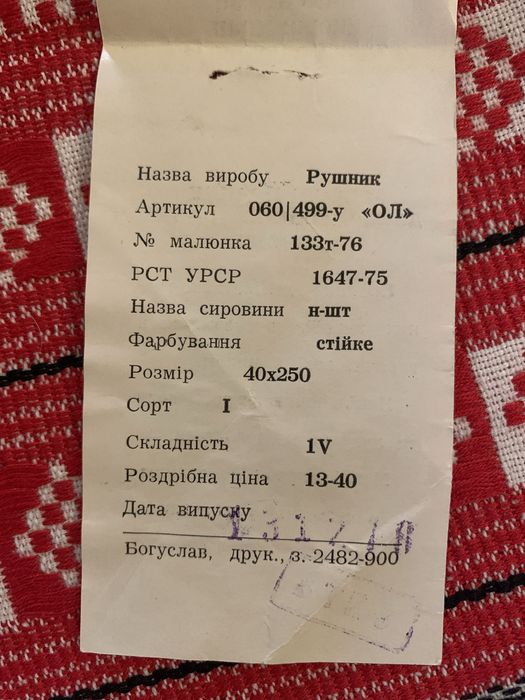 Назва виробу Рушник
Артикул 060|499-у «ОЛ»
№ малюнка 133т-76
РСТ УРСР 1647-75
Назва сировини н-шт
Фарбування стійке
Розмір 40х250
Сорт I
Складність 1V
Роздрібна ціна 13-40
Дата випуску
Богуслав, друк., з. 2482-900